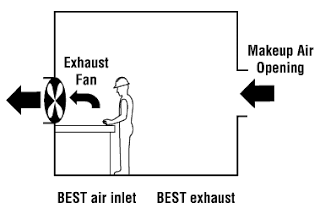 Exhaust
Fan
Makeup Air
Opening
BEST air inlet
BEST exhaust